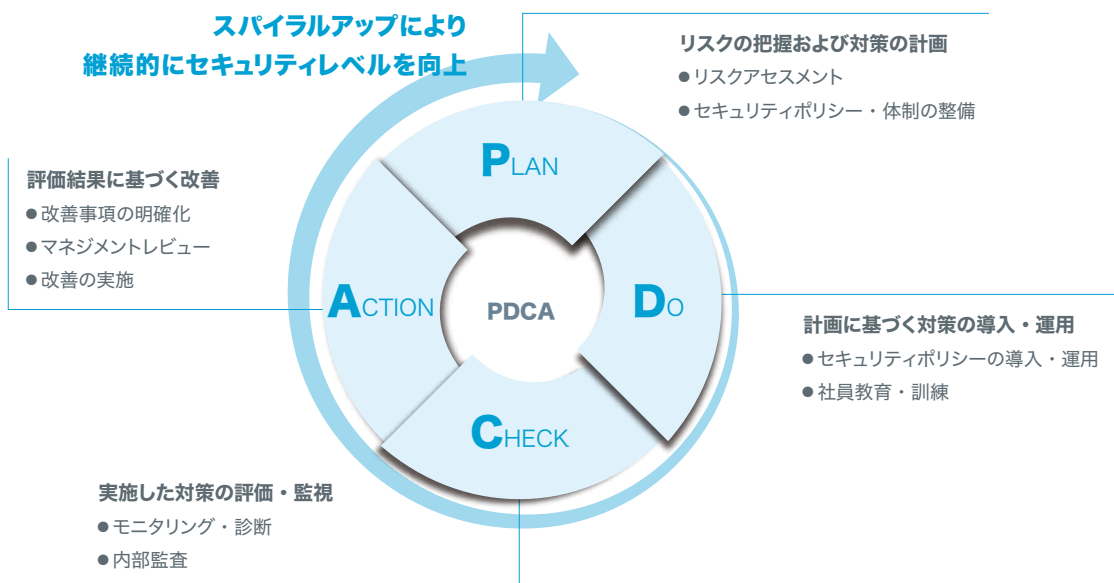 スパイラルアップにより
継続的にセキュリティレベルを向上
リスクの把握および対策の計画
●リスクアセスメント
●セキュリティポリシー・体制の整備
PLAN
評価結果に基づく改善
●改善事項の明確化
●マネジメントレビュー
●改善の実施
ACTION
PDCA
DO
計画に基づく対策の導入・運用
●セキュリティポリシーの導入・運用
●社員教育・訓練
CHECK
実施した対策の評価・監視
●モニタリング・診断
●内部監査